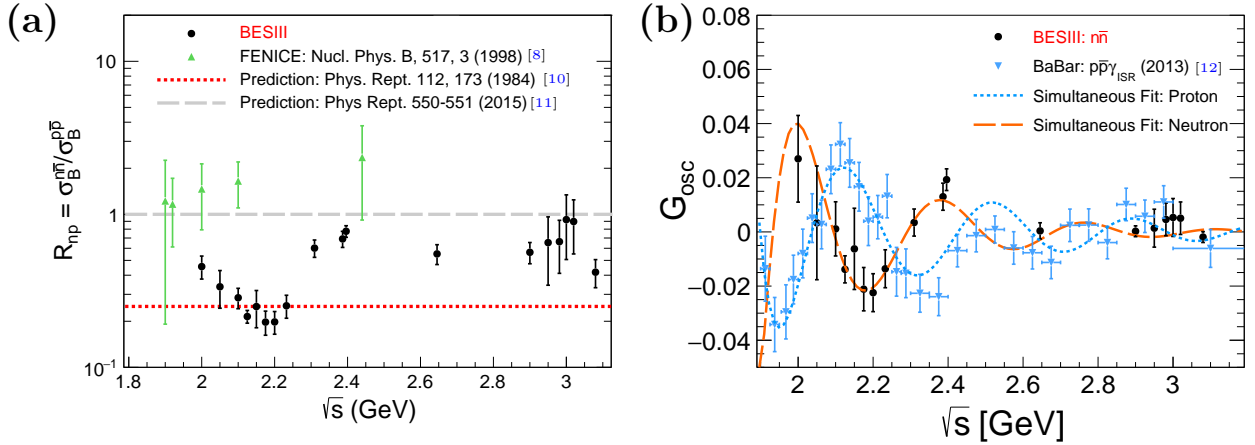 (a)
BESIII
FENICE: Nucl. Phys. B, 517, 3 (1998) [8]
Prediction: Phys. Rept. 112, 173 (1984) [10]
Prediction: Phys Rept. 550-551 (2015) [11]
R_np = σ_B^nn̅/σ_B^pp̅
10
1
10⁻¹
1.8 2 2.2 2.4 2.6 2.8 3
√s (GeV)
(b)
BESIII: nn̅
BaBar: pp̅γ_ISR (2013) [12]
Simultaneous Fit: Proton
Simultaneous Fit: Neutron
G_osc
0.08
0.06
0.04
0.02
0
−0.02
−0.04
2 2.2 2.4 2.6 2.8 3
√s [GeV]